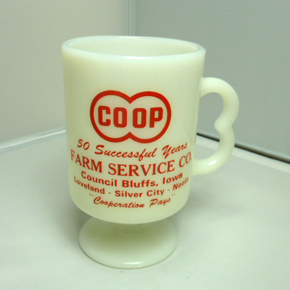 COOP
50 Successful Years
FARM SERVICE CO.
Council Bluffs, Iowa
Loveland - Silver City - Neola
"Cooperation Pays"